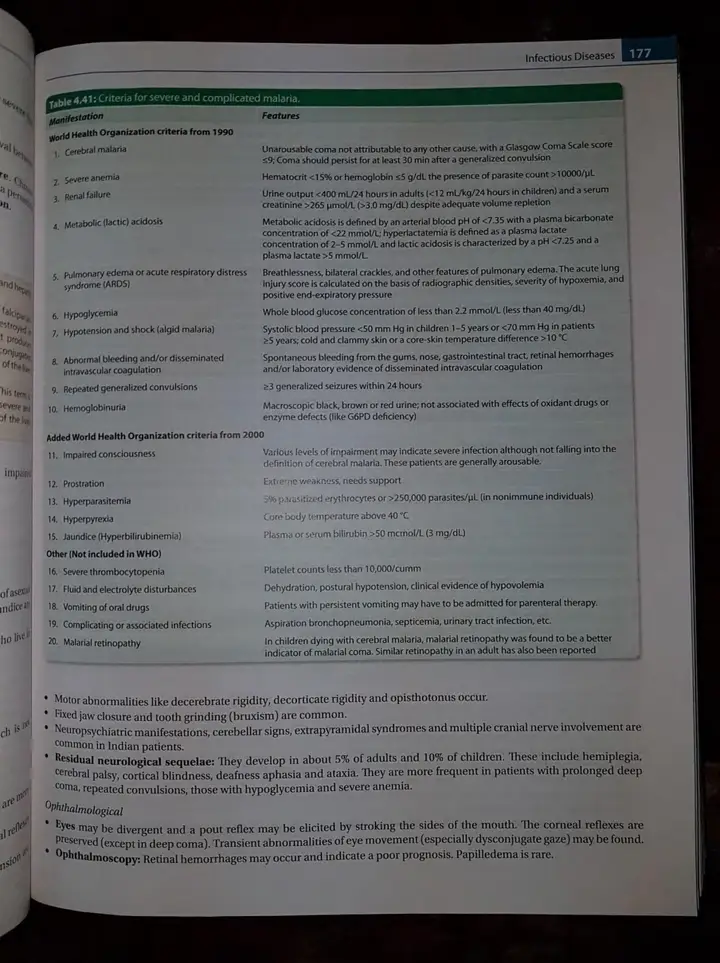 Infectious Diseases 177
Table 4.41: Criteria for severe and complicated malaria.
Manifestation Features
World Health Organization criteria from 1990
1. Cerebral malaria Unarousable coma not attributable to any other cause, with a Glasgow Coma Scale score
≤9; Coma should persist for at least 30 min after a generalized convulsion
2. Severe anemia Hematocrit <15% or hemoglobin ≤5 g/dL the presence of parasite count >10000/μL
3. Renal failure Urine output <400 mL/24 hours in adults (<12 mL/kg/24 hours in children) and a serum
creatinine >265 μmol/L (>3.0 mg/dL) despite adequate volume repletion
4. Metabolic (lactic) acidosis Metabolic acidosis is defined by an arterial blood pH of <7.35 with a plasma bicarbonate
concentration of <22 mmol/L; hyperlactatemia is defined as a plasma lactate
concentration of 2–5 mmol/L and lactic acidosis is characterized by a pH <7.25 and a
plasma lactate >5 mmol/L.
5. Pulmonary edema or acute respiratory distress Breathlessness, bilateral crackles, and other features of pulmonary edema. The acute lung
syndrome (ARDS) injury score is calculated on the basis of radiographic densities, severity of hypoxemia, and
positive end-expiratory pressure
6. Hypoglycemia Whole blood glucose concentration of less than 2.2 mmol/L (less than 40 mg/dL)
7. Hypotension and shock (algid malaria) Systolic blood pressure <50 mm Hg in children 1–5 years or <70 mm Hg in patients
≥5 years; cold and clammy skin or a core-skin temperature difference >10 °C
8. Abnormal bleeding and/or disseminated Spontaneous bleeding from the gums, nose, gastrointestinal tract, retinal hemorrhages
intravascular coagulation and/or laboratory evidence of disseminated intravascular coagulation
9. Repeated generalized convulsions ≥3 generalized seizures within 24 hours
10. Hemoglobinuria Macroscopic black, brown or red urine; not associated with effects of oxidant drugs or
enzyme defects (like G6PD deficiency)
Added World Health Organization criteria from 2000
11. Impaired consciousness Various levels of impairment may indicate severe infection although not falling into the
definition of cerebral malaria. These patients are generally arousable.
12. Prostration Extreme weakness, needs support
13. Hyperparasitemia 5% parasitized erythrocytes or >250,000 parasites/μL (in nonimmune individuals)
14. Hyperpyrexia Core body temperature above 40 °C
15. Jaundice (Hyperbilirubinemia) Plasma or serum bilirubin >50 mcmol/L (3 mg/dL)
Other (Not included in WHO)
16. Severe thrombocytopenia Platelet counts less than 10,000/cumm
17. Fluid and electrolyte disturbances Dehydration, postural hypotension, clinical evidence of hypovolemia
18. Vomiting of oral drugs Patients with persistent vomiting may have to be admitted for parenteral therapy.
19. Complicating or associated infections Aspiration bronchopneumonia, septicemia, urinary tract infection, etc.
20. Malarial retinopathy In children dying with cerebral malaria, malarial retinopathy was found to be a better
indicator of malarial coma. Similar retinopathy in an adult has also been reported
• Motor abnormalities like decerebrate rigidity, decorticate rigidity and opisthotonus occur.
• Fixed jaw closure and tooth grinding (bruxism) are common.
• Neuropsychiatric manifestations, cerebellar signs, extrapyramidal syndromes and multiple cranial nerve involvement are
common in Indian patients.
• Residual neurological sequelae: They develop in about 5% of adults and 10% of children. These include hemiplegia,
cerebral palsy, cortical blindness, deafness aphasia and ataxia. They are more frequent in patients with prolonged deep
coma, repeated convulsions, those with hypoglycemia and severe anemia.
Ophthalmological
• Eyes may be divergent and a pout reflex may be elicited by stroking the sides of the mouth. The corneal reflexes are
preserved (except in deep coma). Transient abnormalities of eye movement (especially dysconjugate gaze) may be found.
• Ophthalmoscopy: Retinal hemorrhages may occur and indicate a poor prognosis. Papilledema is rare.